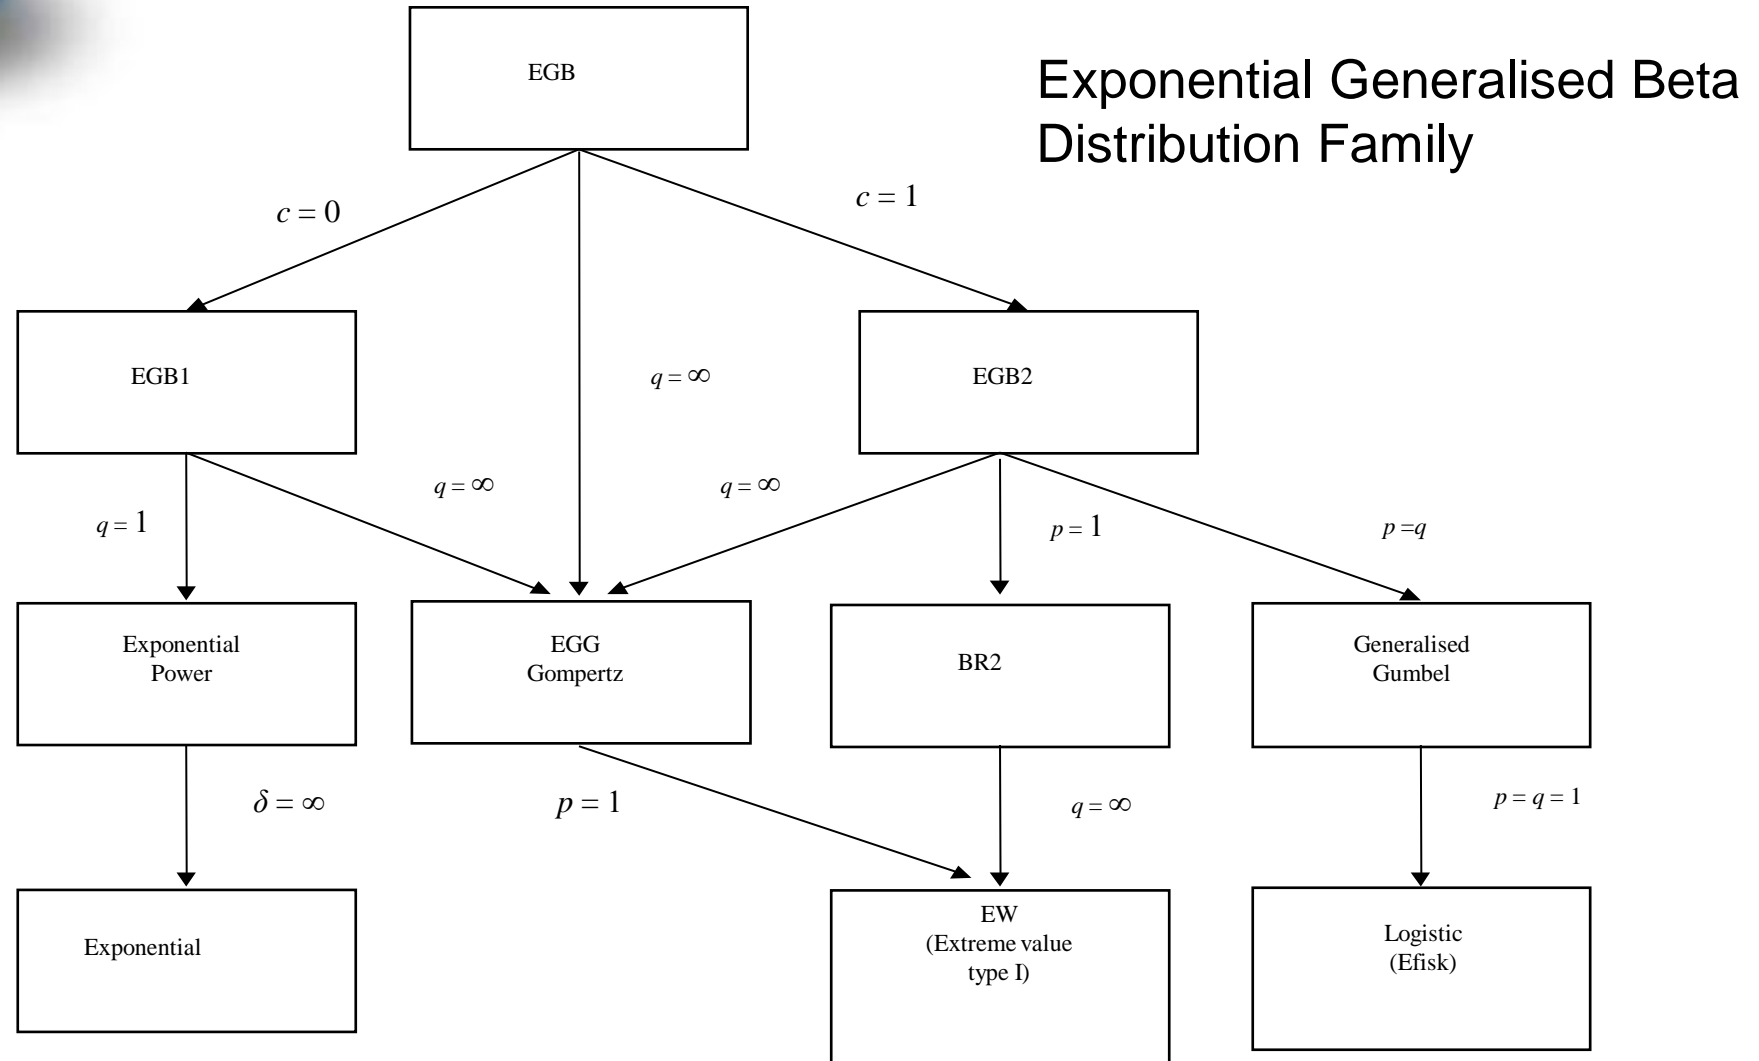 EGB
Exponential Generalised Beta
Distribution Family
c = 0
c = 1
EGB1
q = ∞
EGB2
q = 1
q = ∞
q = ∞
p = 1
p =q
Exponential
Power
EGG
Gompertz
BR2
Generalised
Gumbel
δ = ∞
p = 1
q = ∞
p = q = 1
Exponential
EW
(Extreme value
type I)
Logistic
(Efisk)